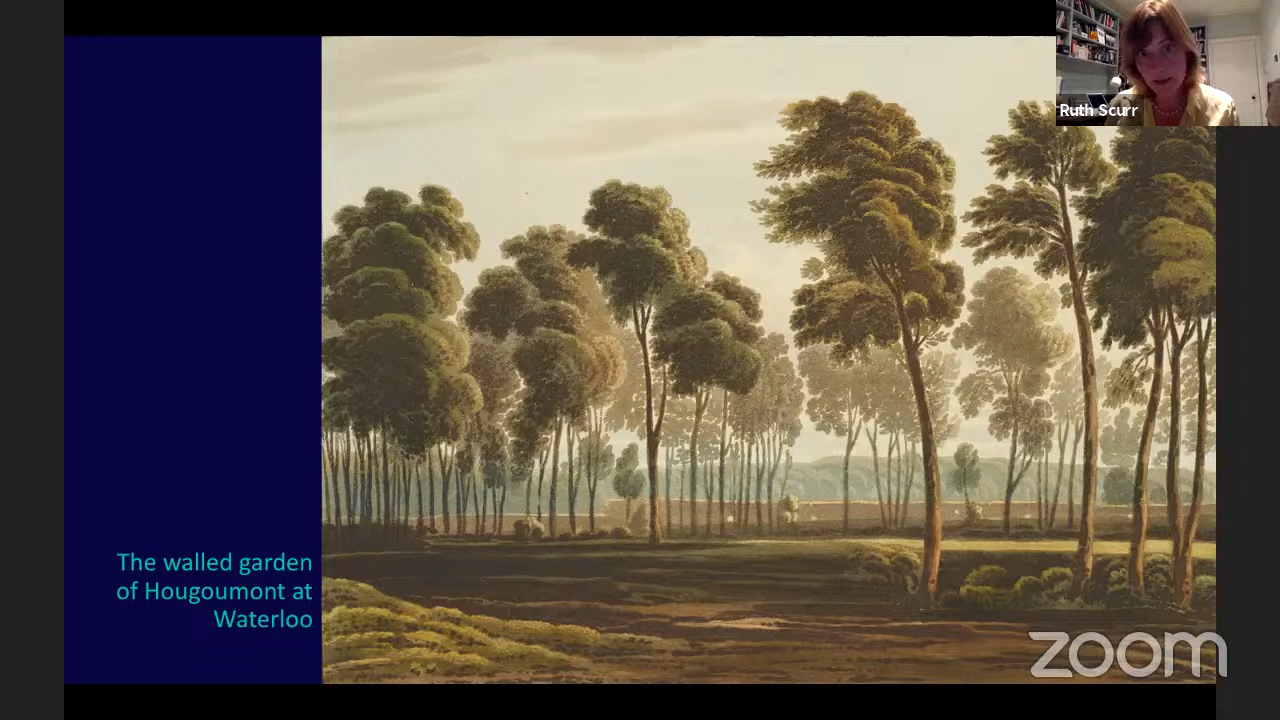 Ruth Scurr
The walled garden
of Hougoumont at
Waterloo
zoom